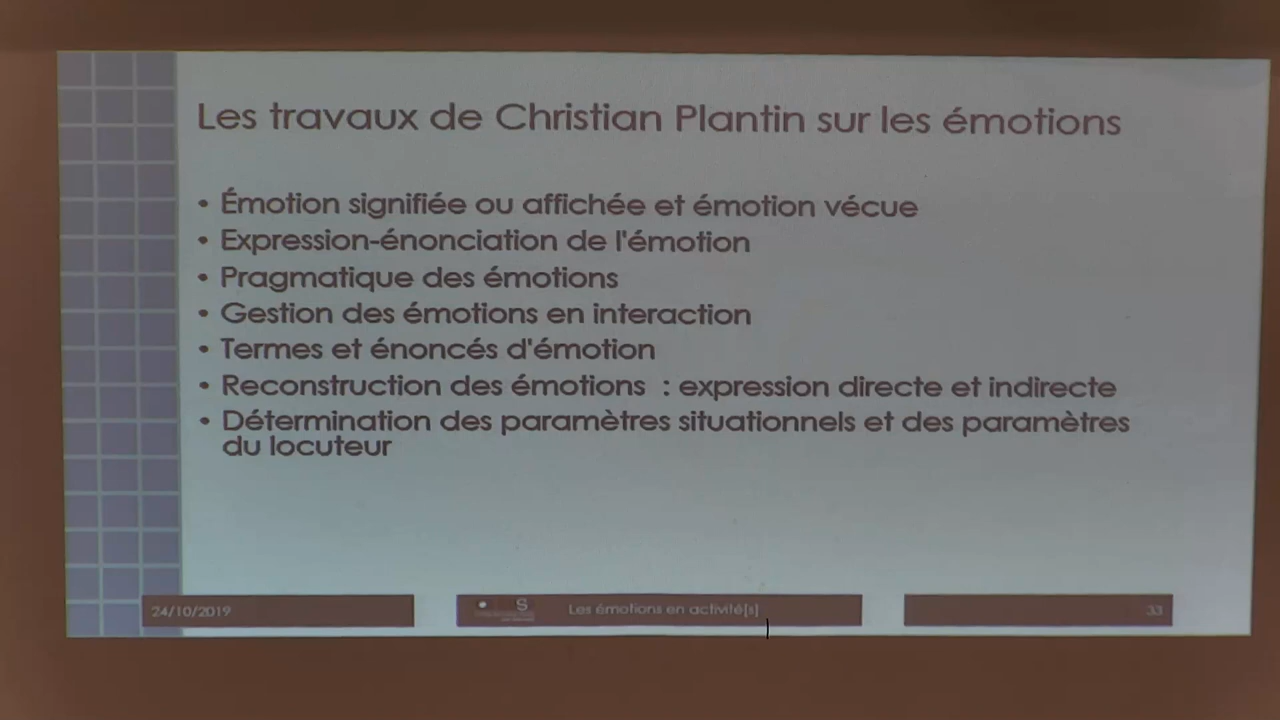 Les travaux de Christian Plantin sur les émotions
• Émotion signifiée ou affichée et émotion vécue
• Expression-énonciation de l'émotion
• Pragmatique des émotions
• Gestion des émotions en interaction
• Termes et énoncés d'émotion
• Reconstruction des émotions : expression directe et indirecte
• Détermination des paramètres situationnels et des paramètres
du locuteur
24/10/2019
S
Les émotions en activité[s]
33